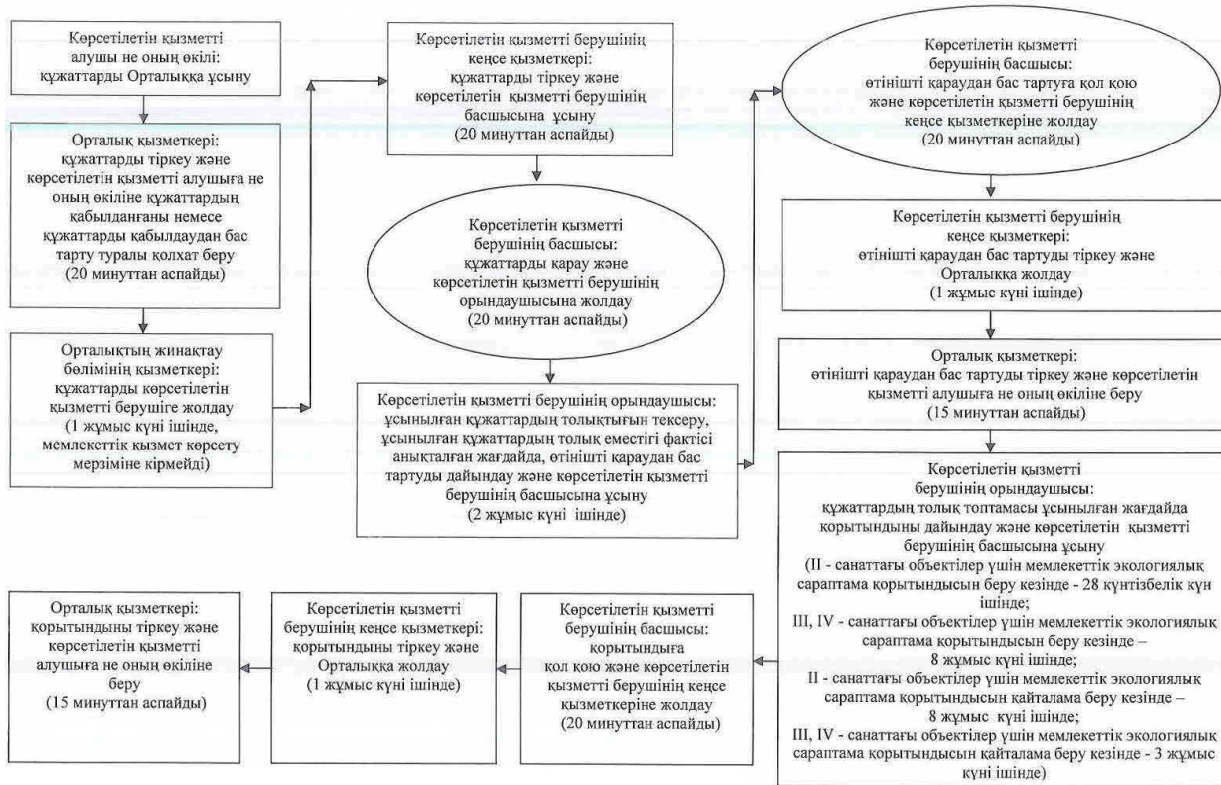 Көрсетілетін қызметті
алушы не оның өкілі:
құжаттарды Орталыққа ұсыну
Орталық қызметкері:
құжаттарды тіркеу және
көрсетілетін қызметті алушыға не
оның өкіліне құжаттардың
қабылданғаны немесе
құжаттарды қабылдаудан бас
тарту туралы қолхат беру
(20 минуттан аспайды)
Орталықтың жинақтау
бөлімінің қызметкері:
құжаттарды көрсетілетін
қызметті берушіге жолдау
(1 жұмыс күні ішінде,
мемлекеттік қызмет көрсету
мерзіміне кірмейді)
Көрсетілетін қызметті берушінің
кеңсе қызметкері:
құжаттарды тіркеу және
көрсетілетін қызметті берушінің
басшысына ұсыну
(20 минуттан аспайды)
Көрсетілетін қызметті
берушінің басшысы:
құжаттарды қарау және
көрсетілетін қызметті берушінің
орындаушысына жолдау
(20 минуттан аспайды)
Көрсетілетін қызметті берушінің орындаушысы:
ұсынылған құжаттардың толықтығын тексеру,
ұсынылған құжаттардың толық еместігі фактісі
анықталған жағдайда, өтінішті қараудан бас
тартуды дайындау және көрсетілетін қызметті
берушінің басшысына ұсыну
(2 жұмыс күні ішінде)
Көрсетілетін қызметті
берушінің басшысы:
өтінішті қараудан бас тартуға қол қою
және көрсетілетін қызметті берушінің
кеңсе қызметкеріне жолдау
(20 минуттан аспайды)
Көрсетілетін қызметті берушінің
кеңсе қызметкері:
өтінішті қараудан бас тартуды тіркеу және
Орталыққа жолдау
(1 жұмыс күні ішінде)
Орталық қызметкері:
өтінішті қараудан бас тартуды тіркеу және көрсетілетін
қызметті алушыға не оның өкіліне беру
(15 минуттан аспайды)
Көрсетілетін қызметті
берушінің орындаушысы:
құжаттардың толық топтамасы ұсынылған жағдайда
қорытындыны дайындау және көрсетілетін қызметті
берушінің басшысына ұсыну
(II - санаттағы объектілер үшін мемлекеттік экологиялық
сараптама қорытындысын беру кезінде - 28 күнтізбелік күн
ішінде;
III, IV - санаттағы объектілер үшін мемлекеттік экологиялық
сараптама қорытындысын беру кезінде –
8 жұмыс күні ішінде;
II - санаттағы объектілер үшін мемлекеттік экологиялық
сараптама қорытындысын қайталама беру кезінде –
8 жұмыс күні ішінде;
III, IV - санаттағы объектілер үшін мемлекеттік экологиялық
сараптама қорытындысын қайталама беру кезінде - 3 жұмыс
күні ішінде)
Көрсетілетін қызметті
берушінің басшысы:
қорытындыға
қол қою және көрсетілетін
қызметті берушінің кеңсе
қызметкеріне жолдау
(20 минуттан аспайды)
Көрсетілетін қызметті
берушінің кеңсе қызметкері:
қорытындыны тіркеу және
Орталыққа жолдау
(1 жұмыс күні ішінде)
Орталық қызметкері:
қорытындыны тіркеу және
көрсетілетін қызметті
алушыға не оның өкіліне
беру
(15 минуттан аспайды)